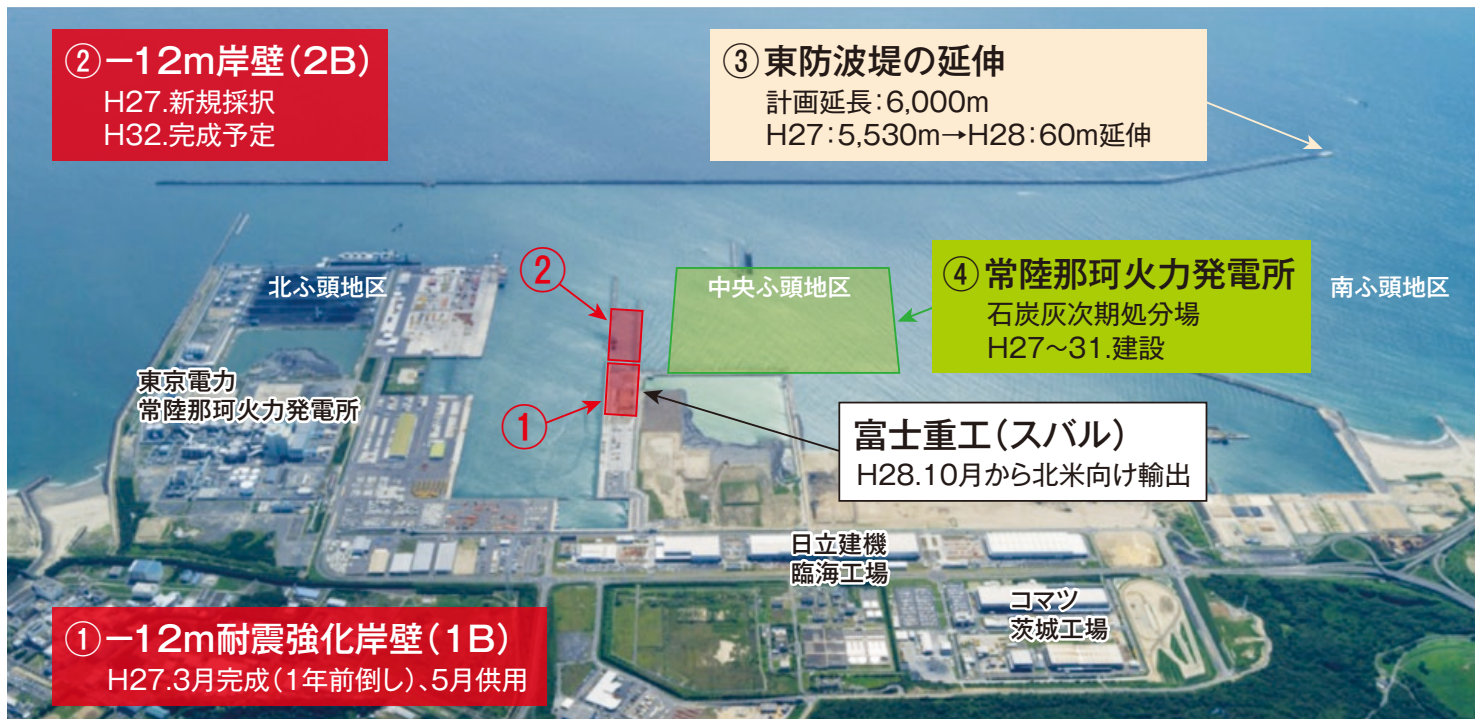 ②−12m岸壁（2B）
H27.新規採択
H32.完成予定
③東防波堤の延伸
計画延長：6,000m
H27：5,530m→H28：60m延伸
北ふ頭地区
②
中央ふ頭地区
④常陸那珂火力発電所
石炭灰次期処分場
H27〜31.建設
南ふ頭地区
東京電力
常陸那珂火力発電所
①
富士重工（スバル）
H28.10月から北米向け輸出
日立建機
臨海工場
コマツ
茨城工場
①−12m耐震強化岸壁（1B）
H27.3月完成（1年前倒し）、5月供用